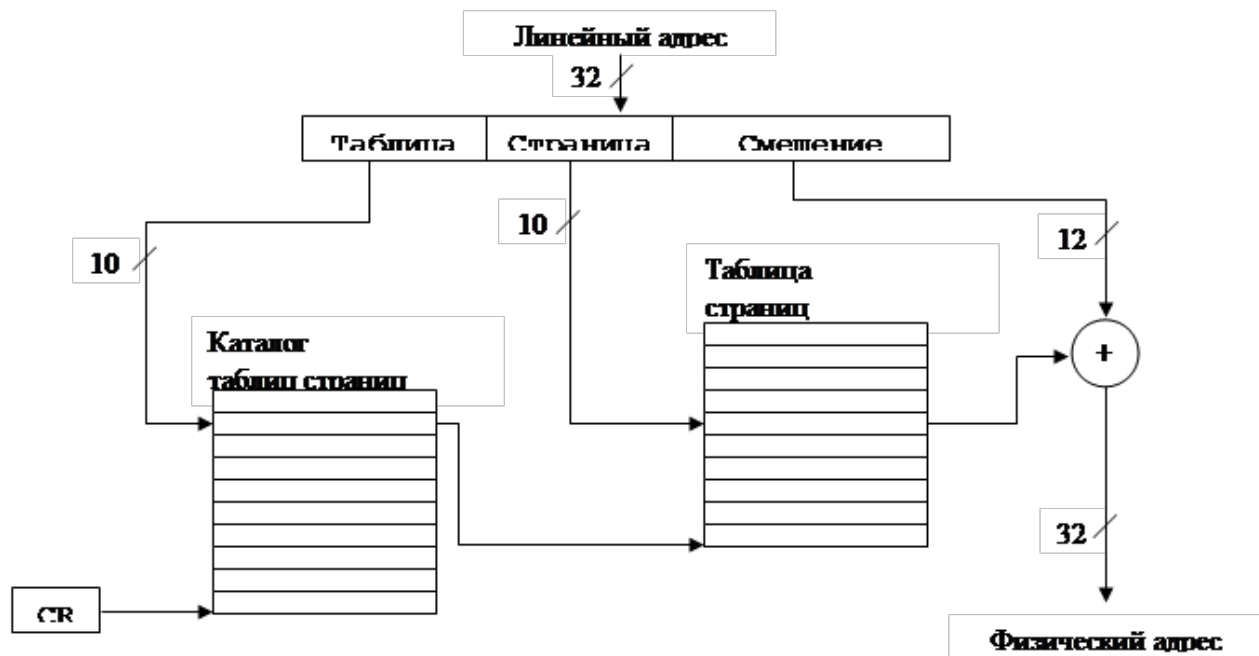 Линейный адрес
32
Таблица Страница Смещение
10
10
12
Таблица
страниц
Каталог
таблиц страниц
+
32
CR
Физический адрес